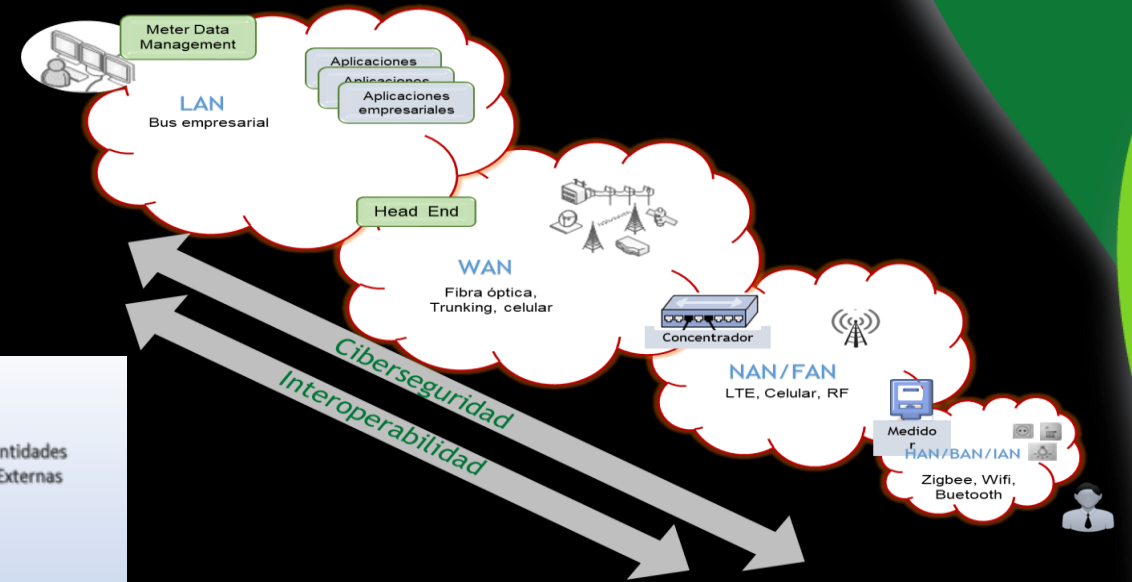 Meter Data
Management
Aplicaciones
Aplicaciones
Aplicaciones
empresariales
LAN
Bus empresarial
Head End
WAN
Fibra óptica,
Trunking, celular
Concentrador
NAN/FAN
LTE, Celular, RF
Medido
r
HAN/BAN/IAN
Zigbee, Wifi,
Buetooth
Ciberseguridad
Interoperabilidad
ntidades
Externas